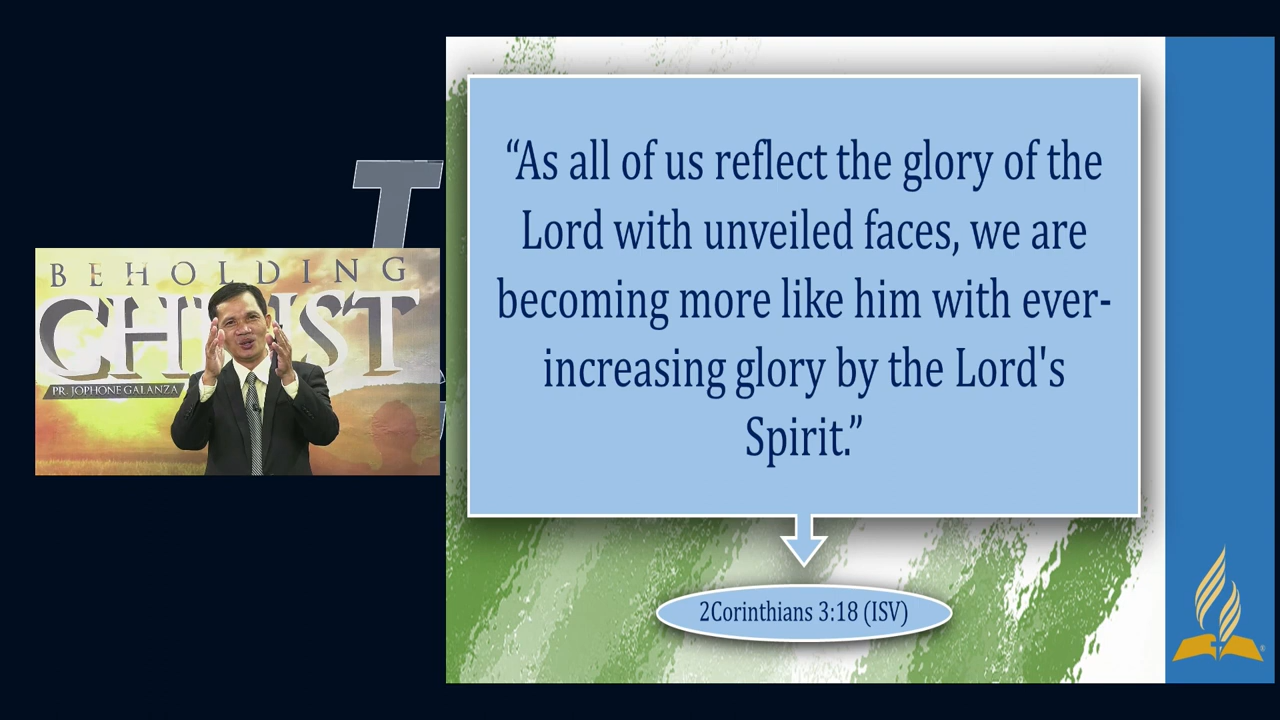 BEHOLDING
CHRIST
PR. JOPHONE GALANZA
“As all of us reflect the glory of the
Lord with unveiled faces, we are
becoming more like him with ever-
increasing glory by the Lord's
Spirit.”
2Corinthians 3:18 (ISV)